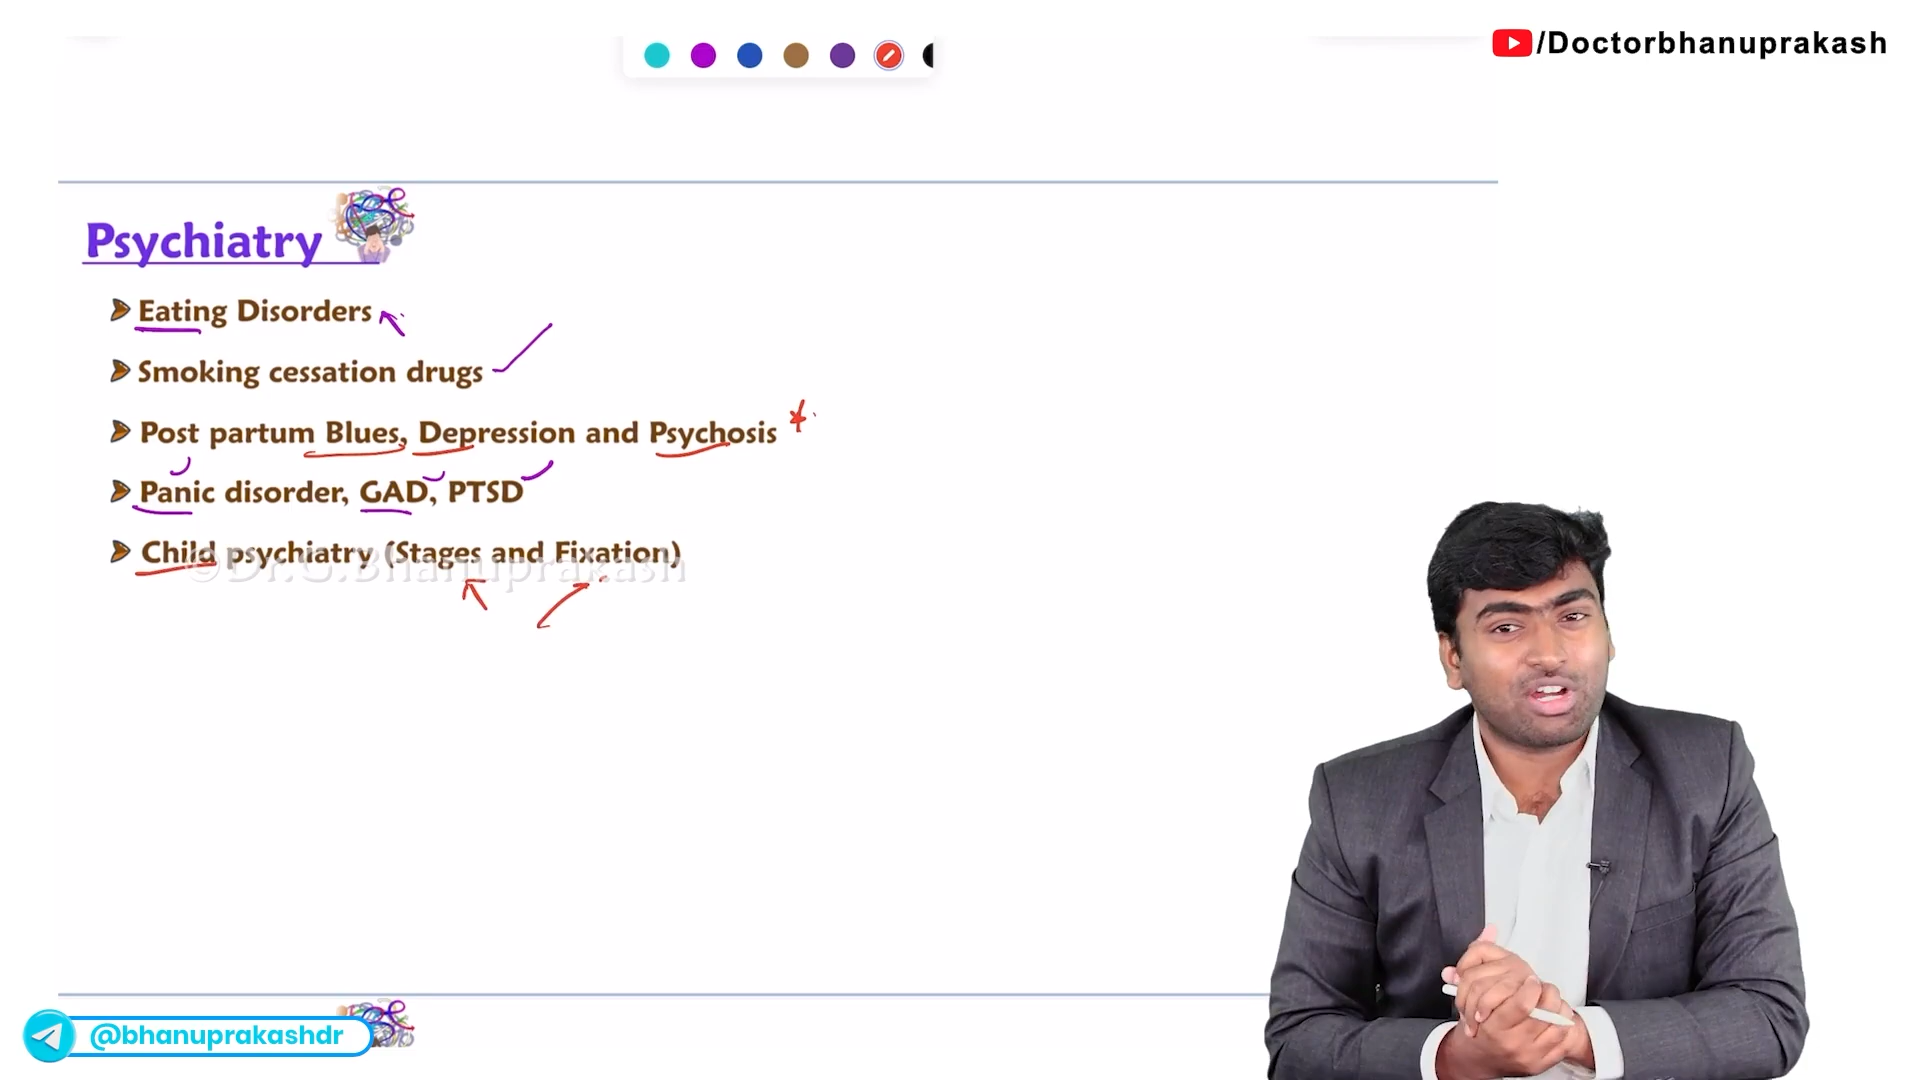 /Doctorbhanuprakash
Psychiatry
Eating Disorders
Smoking cessation drugs
Post partum Blues, Depression and Psychosis
Panic disorder, GAD, PTSD
Child psychiatry (Stages and Fixation)
©Dr.G.Bhanuprakash
@bhanuprakashdr